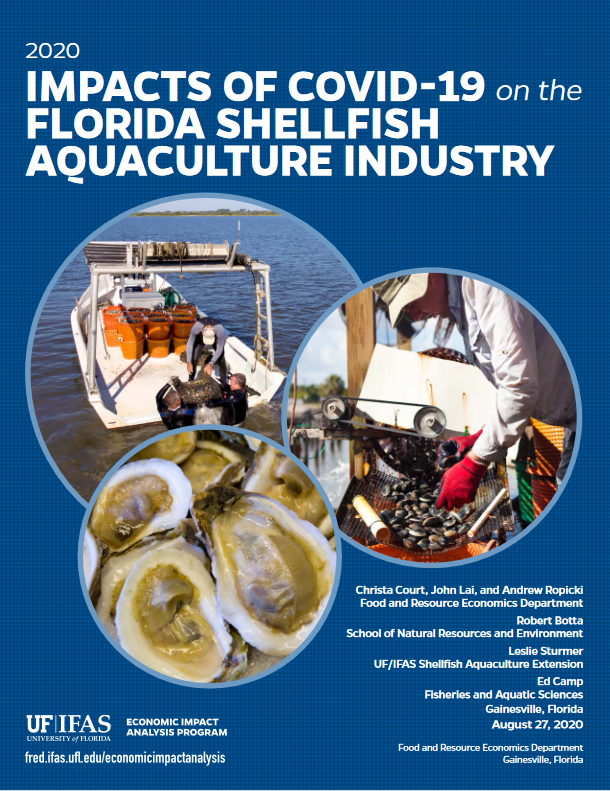 2020
IMPACTS OF COVID-19 on the
FLORIDA SHELLFISH
AQUACULTURE INDUSTRY
Christa Court, John Lai, and Andrew Ropicki
Food and Resource Economics Department
Robert Botta
School of Natural Resources and Environment
Leslie Sturmer
UF/IFAS Shellfish Aquaculture Extension
Ed Camp
Fisheries and Aquatic Sciences
Gainesville, Florida
August 27, 2020
UF|IFAS
UNIVERSITY of FLORIDA
ECONOMIC IMPACT
ANALYSIS PROGRAM
fred.ifas.ufl.edu/economicimpactanalysis
Food and Resource Economics Department
Gainesville, Florida